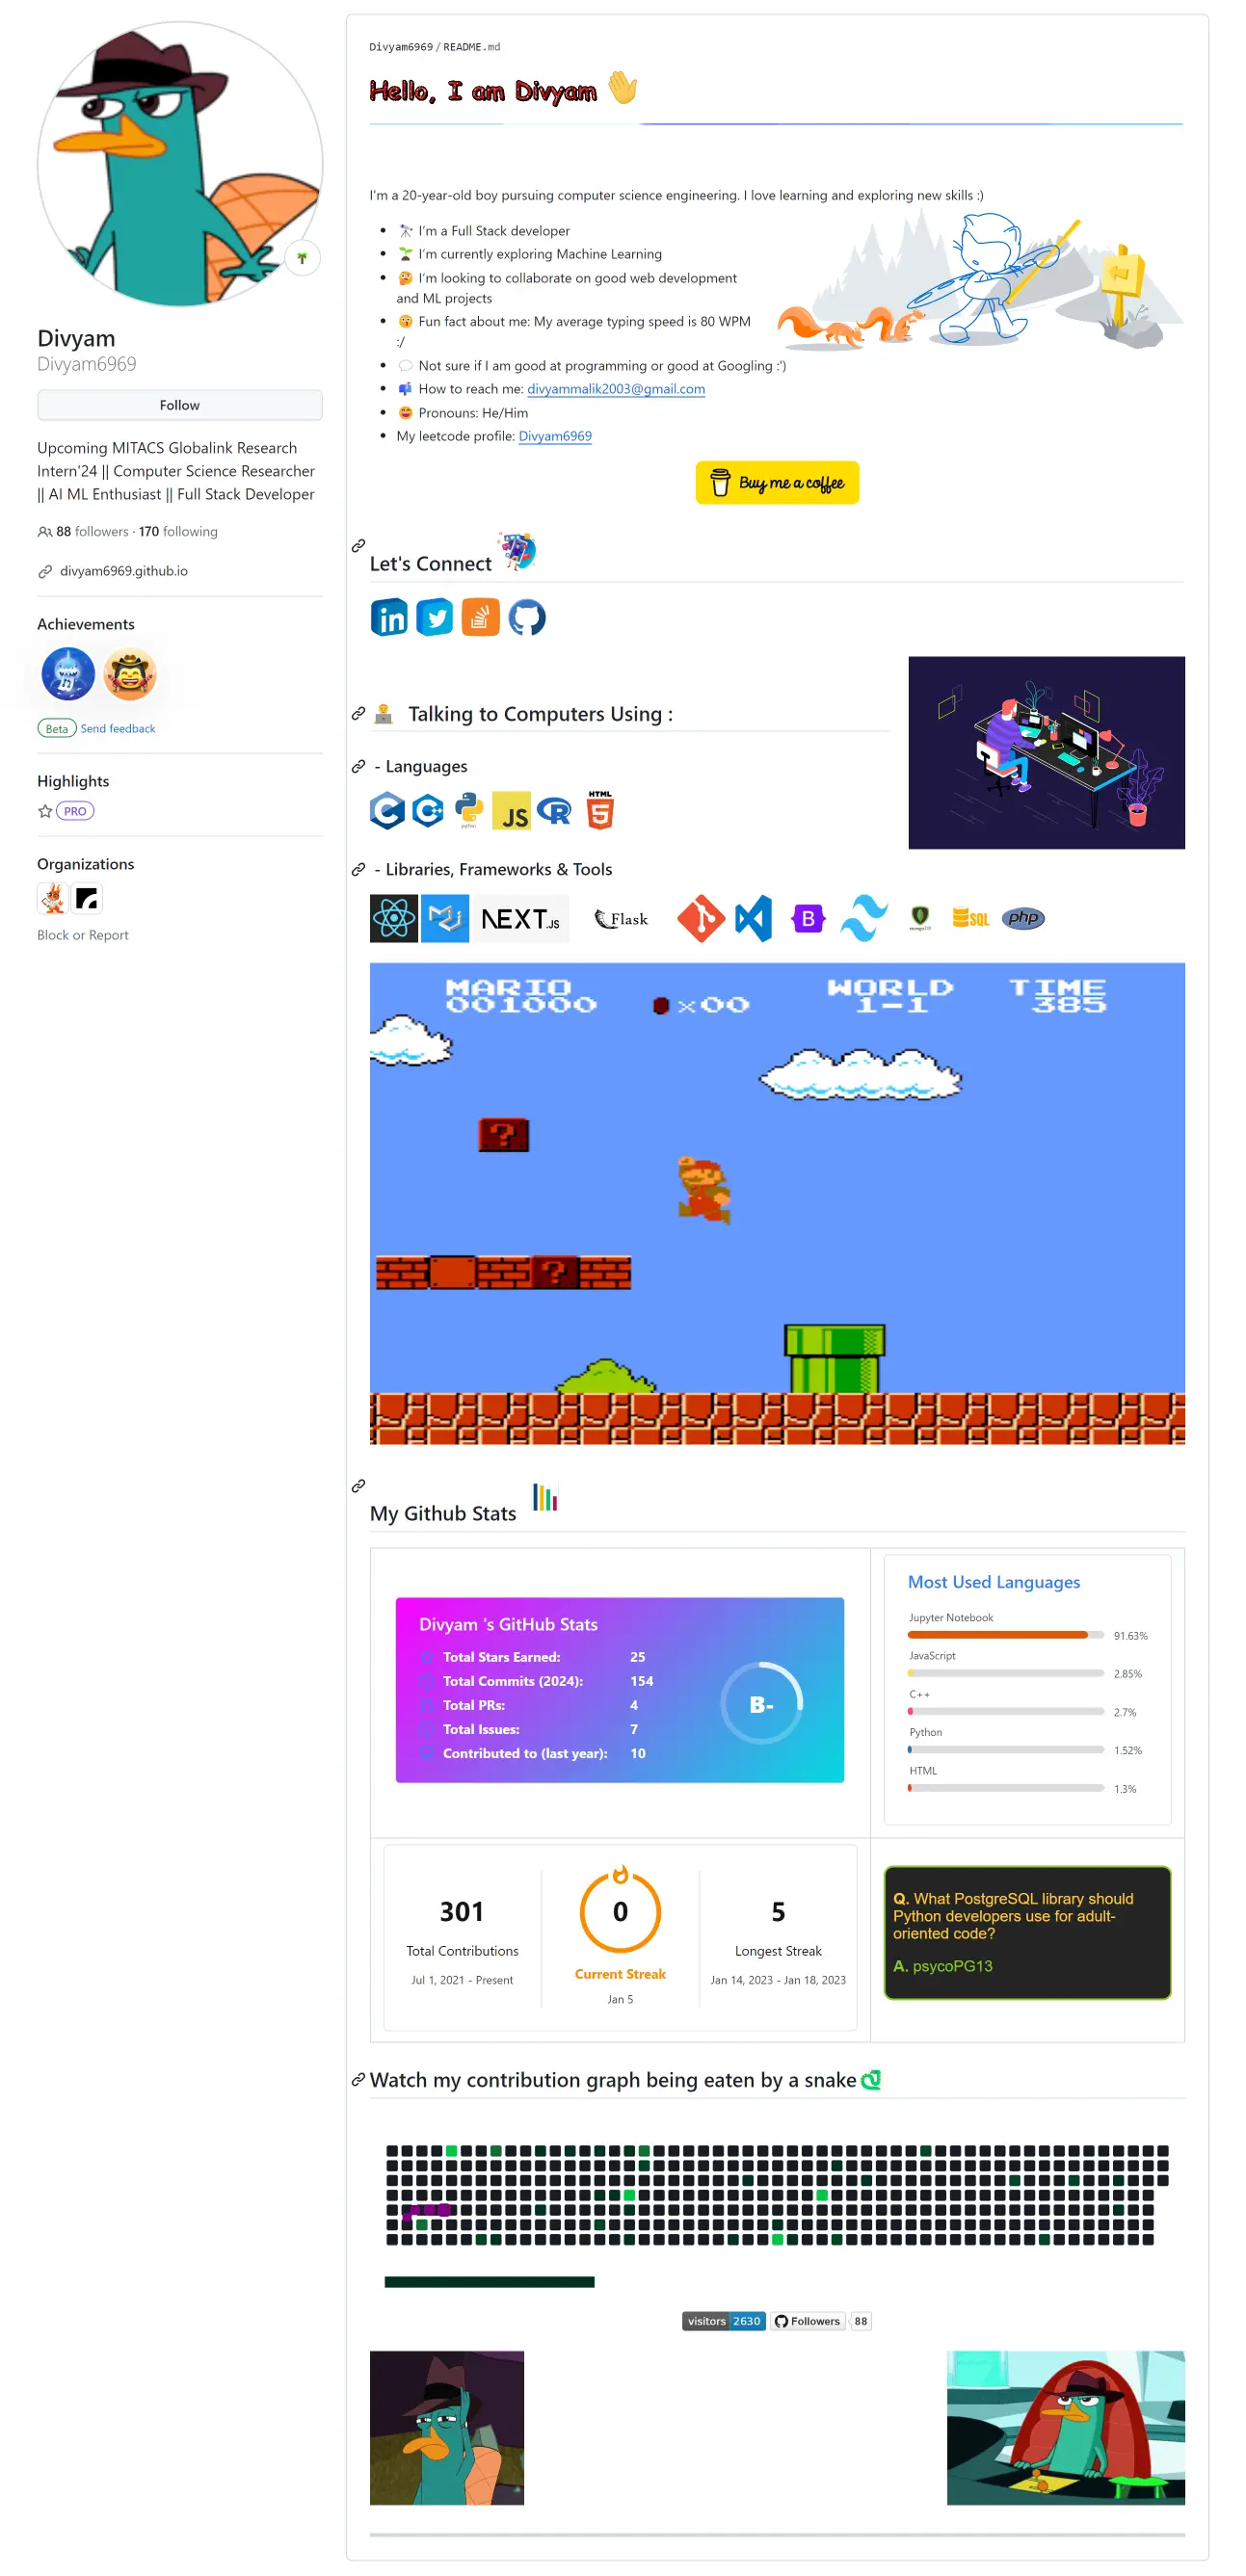 Divyam
Divyam6969
Follow
Upcoming MITACS Globalink Research
Intern'24 || Computer Science Researcher
|| AI ML Enthusiast || Full Stack Developer
88 followers · 170 following
divyam6969.github.io
Achievements
Beta Send feedback
Highlights
PRO
Organizations
Block or Report
Divyam6969 / README.md
Hello, I am Divyam 👋
I'm a 20-year-old boy pursuing computer science engineering. I love learning and exploring new skills :)
🔭 I'm a Full Stack developer
🌱 I'm currently exploring Machine Learning
🤔 I'm looking to collaborate on good web development
and ML projects
Fun fact about me: My average typing speed is 80 WPM
:/
💬 Not sure if I am good at programming or good at Googling :')
📫 How to reach me: divyammalik2003@gmail.com
😄 Pronouns: He/Him
My leetcode profile: Divyam6969
Buy me a coffee
Let's Connect
in
Talking to Computers Using :
- Languages
C C++ python JS R HTML 5
- Libraries, Frameworks & Tools
NEXT.JS Flask B mongoDB SQL php
MARIO WORLD TIME
001000 x00 1-1 385
?
?
My Github Stats
Divyam 's GitHub Stats
Total Stars Earned: 25
Total Commits (2024): 154
Total PRs: 4
Total Issues: 7
Contributed to (last year): 10
B-
Most Used Languages
Jupyter Notebook
91.63%
JavaScript
2.85%
C++
2.7%
Python
1.52%
HTML
1.3%
301
Total Contributions
Jul 1, 2021 - Present
0
Current Streak
Jan 5
5
Longest Streak
Jan 14, 2023 - Jan 18, 2023
Q. What PostgreSQL library should
Python developers use for adult-
oriented code?
A. psycoPG13
Watch my contribution graph being eaten by a snake
visitors 2630 Followers 88